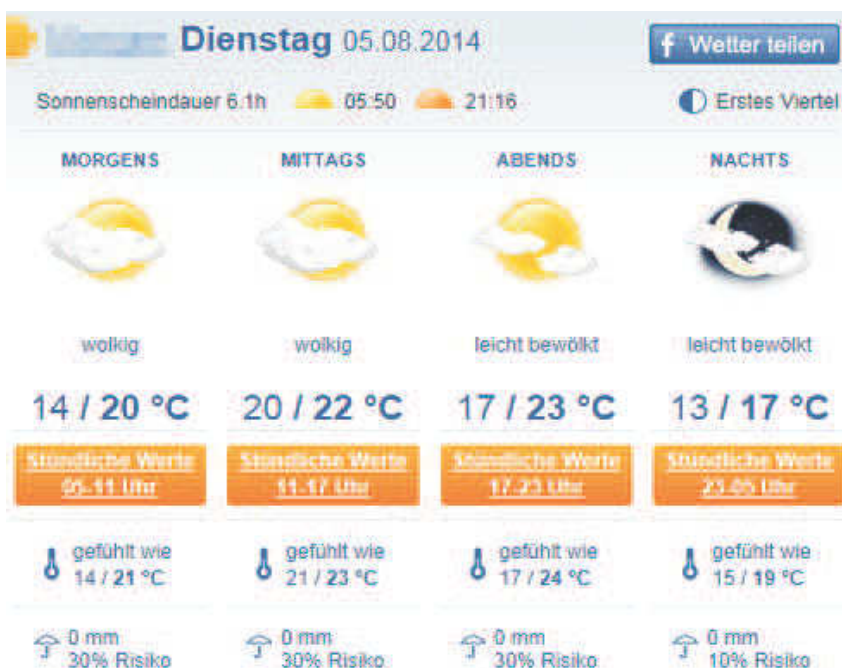 Dienstag 05.08.2014
f Wetter teilen
Sonnenscheindauer 6.1h 05:50 21:16 Erstes Viertel
MORGENS MITTAGS ABENDS NACHTS
wolkig wolkig leicht bewölkt leicht bewölkt
14 / 20 °C 20 / 22 °C 17 / 23 °C 13 / 17 °C
Stündliche Werte Stündliche Werte Stündliche Werte Stündliche Werte
05-11 Uhr 11-17 Uhr 17-23 Uhr 23-05 Uhr
gefühlt wie gefühlt wie gefühlt wie gefühlt wie
14 / 21 °C 21 / 23 °C 17 / 24 °C 15 / 19 °C
0 mm 0 mm 0 mm 0 mm
30% Risiko 30% Risiko 30% Risiko 10% Risiko